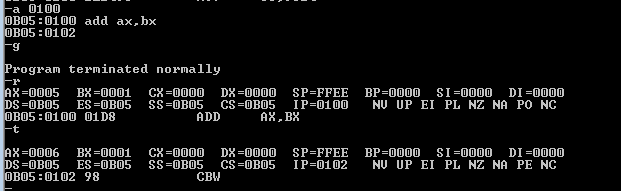 -a 0100
0B05:0100 add ax,bx
0B05:0102
-g
Program terminated normally
-r
AX=0005 BX=0001 CX=0000 DX=0000 SP=FFEE BP=0000 SI=0000 DI=0000
DS=0B05 ES=0B05 SS=0B05 CS=0B05 IP=0100 NV UP EI PL NZ NA PO NC
0B05:0100 01D8 ADD AX,BX
-t
AX=0006 BX=0001 CX=0000 DX=0000 SP=FFEE BP=0000 SI=0000 DI=0000
DS=0B05 ES=0B05 SS=0B05 CS=0B05 IP=0102 NV UP EI PL NZ NA PE NC
0B05:0102 98 CBW
-